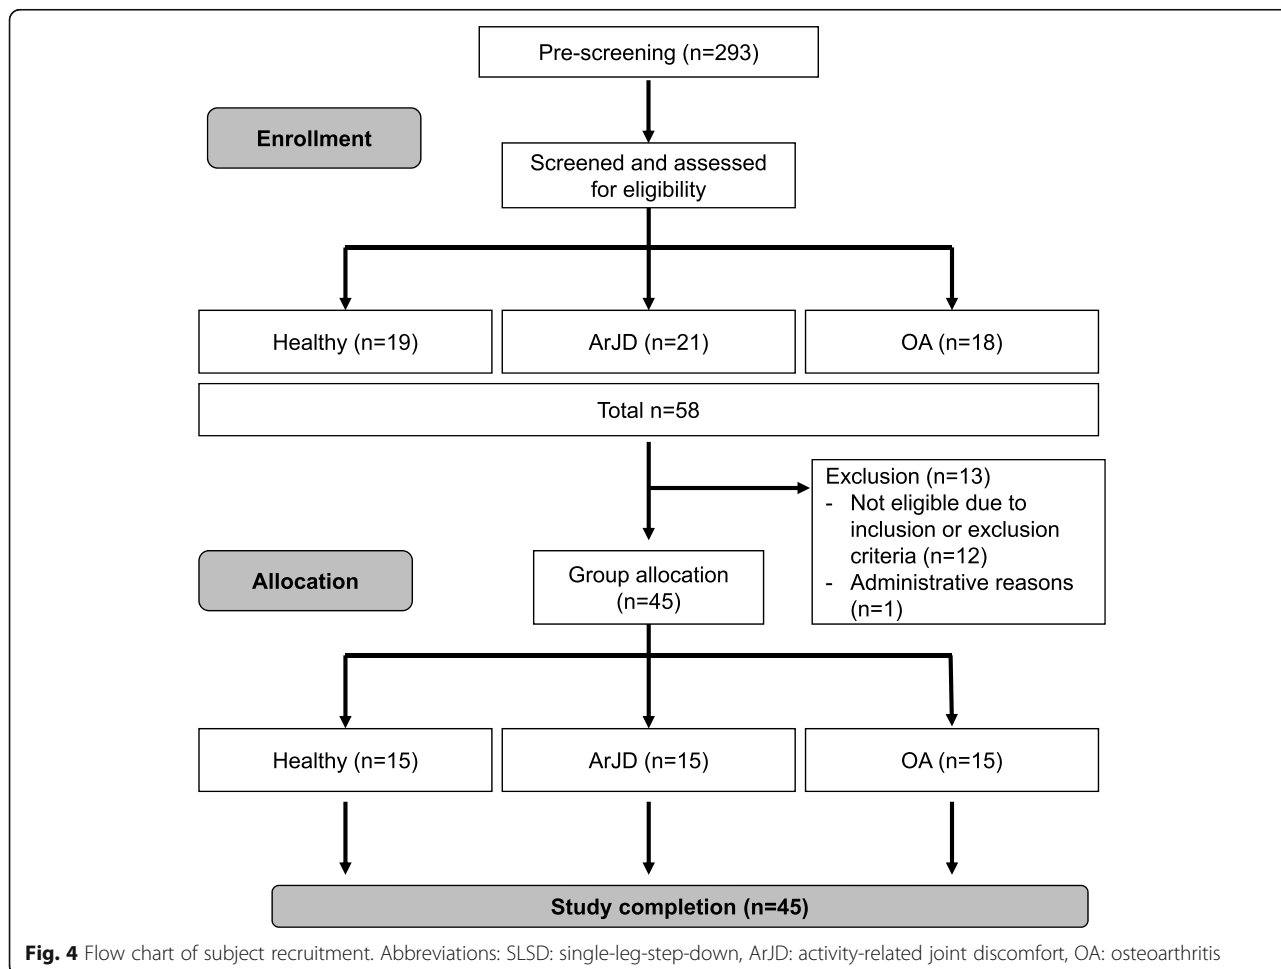 Pre-screening (n=293)
Enrollment
Screened and assessed
for eligibility
Healthy (n=19)
ArJD (n=21)
OA (n=18)
Total n=58
Exclusion (n=13)
- Not eligible due to
inclusion or exclusion
criteria (n=12)
- Administrative reasons
(n=1)
Allocation
Group allocation
(n=45)
Healthy (n=15)
ArJD (n=15)
OA (n=15)
Study completion (n=45)
Fig. 4 Flow chart of subject recruitment. Abbreviations: SLSD: single-leg-step-down, ArJD: activity-related joint discomfort, OA: osteoarthritis